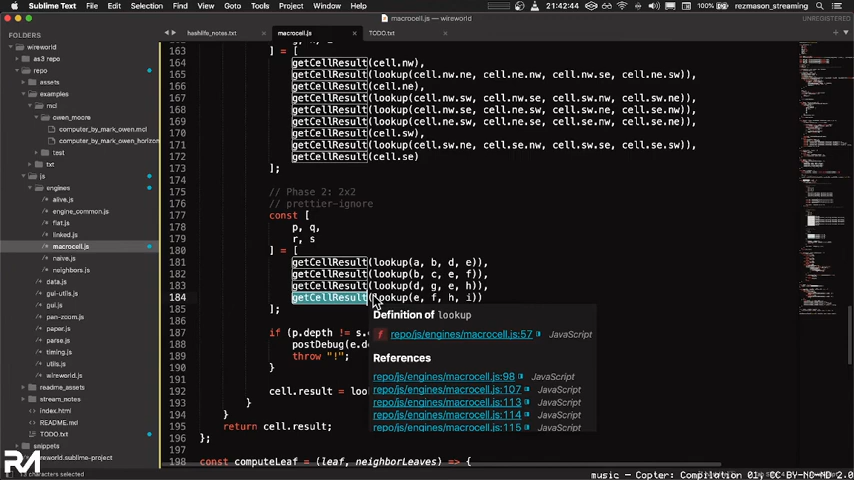 Sublime Text File Edit Selection Find View Goto Tools Project Window Help 100% 21:42:44 rezmason_streaming
macrocell.js — wireworld
UNREGISTERED
FOLDERS
wireworld
as3 repo
repo
assets
examples
mcl
owen_moore
computer_by_mark_owen.mcl
computer_by_mark_owen_horizon
test
txt
js
engines
alive.js
engine_common.js
flat.js
linked.js
macrocell.js
naive.js
neighbors.js
data.js
gui-utils.js
gui.js
pan-zoom.js
paper.js
parse.js
timing.js
utils.js
wireworld.js
readme_assets
stream_notes
index.html
README.md
TODO.txt
snippets
wireworld.sublime-project
13 characters selected
hashlife_notes.txt
macrocell.js
TODO.txt
163 ] = [
164 getCellResult(cell.nw),
165 getCellResult(lookup(cell.nw.ne, cell.ne.nw, cell.nw.se, cell.ne.sw)),
166 getCellResult(cell.ne),
167 getCellResult(lookup(cell.nw.sw, cell.nw.se, cell.sw.nw, cell.sw.ne)),
168 getCellResult(lookup(cell.nw.se, cell.ne.sw, cell.sw.ne, cell.se.nw)),
169 getCellResult(lookup(cell.ne.sw, cell.ne.se, cell.se.nw, cell.se.ne)),
170 getCellResult(cell.sw),
171 getCellResult(lookup(cell.sw.ne, cell.se.nw, cell.sw.se, cell.se.sw)),
172 getCellResult(cell.se)
173 ];
174
175 // Phase 2: 2x2
176 // prettier-ignore
177 const [
178 p, q,
179 r, s
180 ] = [
181 getCellResult(lookup(a, b, d, e)),
182 getCellResult(lookup(b, c, e, f)),
183 getCellResult(lookup(d, g, e, h)),
184 getCellResult(lookup(e, f, h, i))
185 ];
186
187 if (p.depth != s.
188 postDebug(e.de
189 throw "!";
190 }
191
192 cell.result = loo
193 }
194 }
195 return cell.result;
196 };
197
198 const computeLeaf = (leaf, neighborLeaves) => {
Definition of lookup
f repo/js/engines/macrocell.js:57 JavaScript
References
repo/js/engines/macrocell.js:98 JavaScript
repo/js/engines/macrocell.js:107 JavaScript
repo/js/engines/macrocell.js:113 JavaScript
repo/js/engines/macrocell.js:114 JavaScript
repo/js/engines/macrocell.js:115 JavaScript
RM
music - Copter: Compilation 01; CC BY-NC-ND 2.0